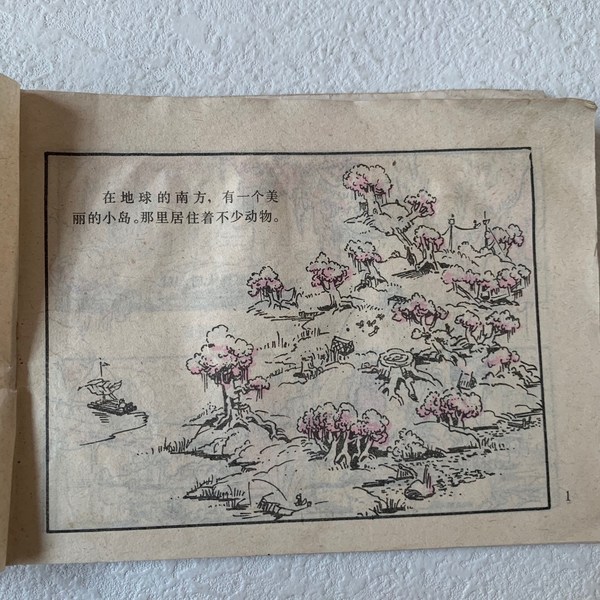 在地球的南方，有一个美
丽的小岛。那里居住着不少动物。
1